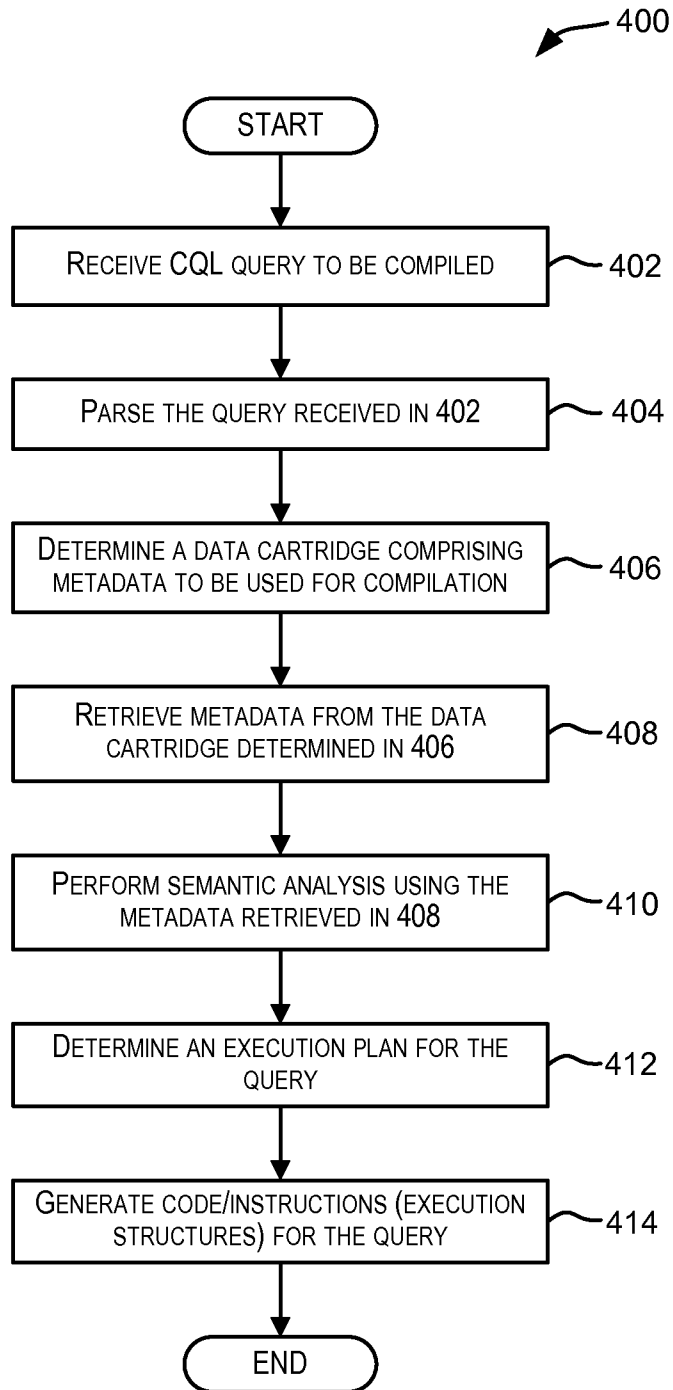 400
START
RECEIVE CQL QUERY TO BE COMPILED
402
PARSE THE QUERY RECEIVED IN 402
404
DETERMINE A DATA CARTRIDGE COMPRISING
METADATA TO BE USED FOR COMPILATION
406
RETRIEVE METADATA FROM THE DATA
CARTRIDGE DETERMINED IN 406
408
PERFORM SEMANTIC ANALYSIS USING THE
METADATA RETRIEVED IN 408
410
DETERMINE AN EXECUTION PLAN FOR THE
QUERY
412
GENERATE CODE/INSTRUCTIONS (EXECUTION
STRUCTURES) FOR THE QUERY
414
END